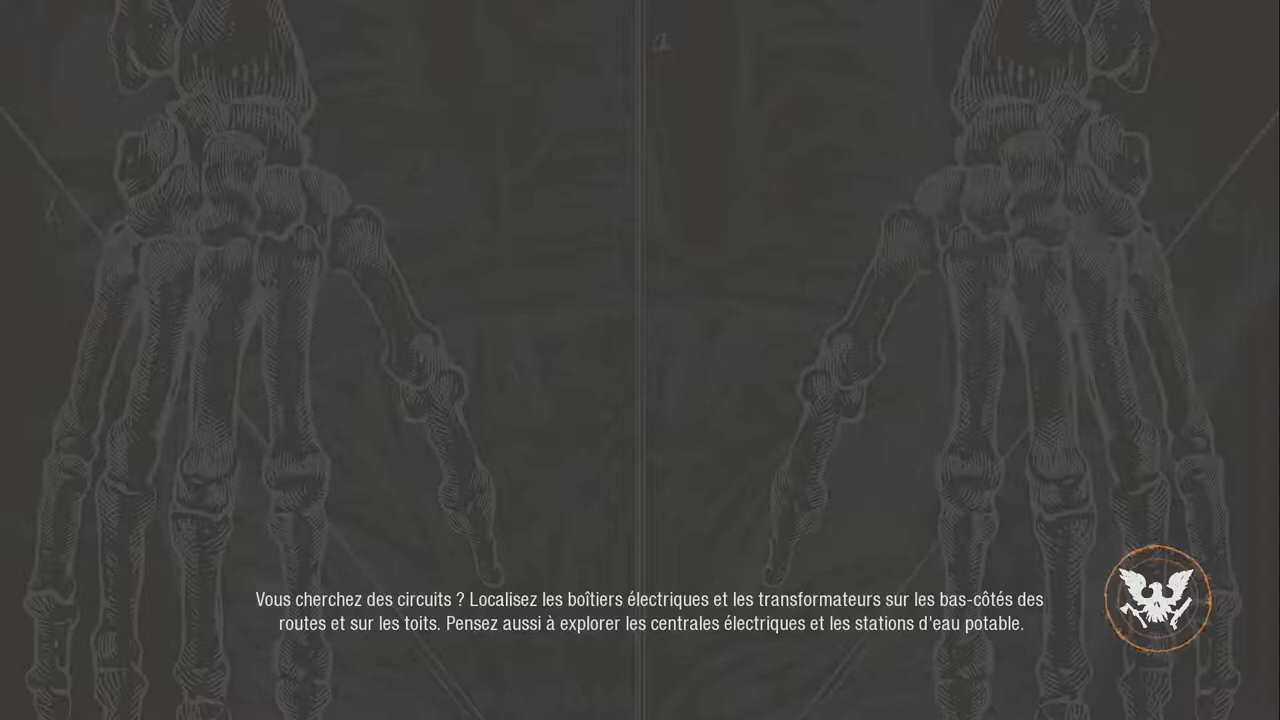 Vous cherchez des circuits ? Localisez les boîtiers électriques et les transformateurs sur les bas-côtés des
routes et sur les toits. Pensez aussi à explorer les centrales électriques et les stations d'eau potable.